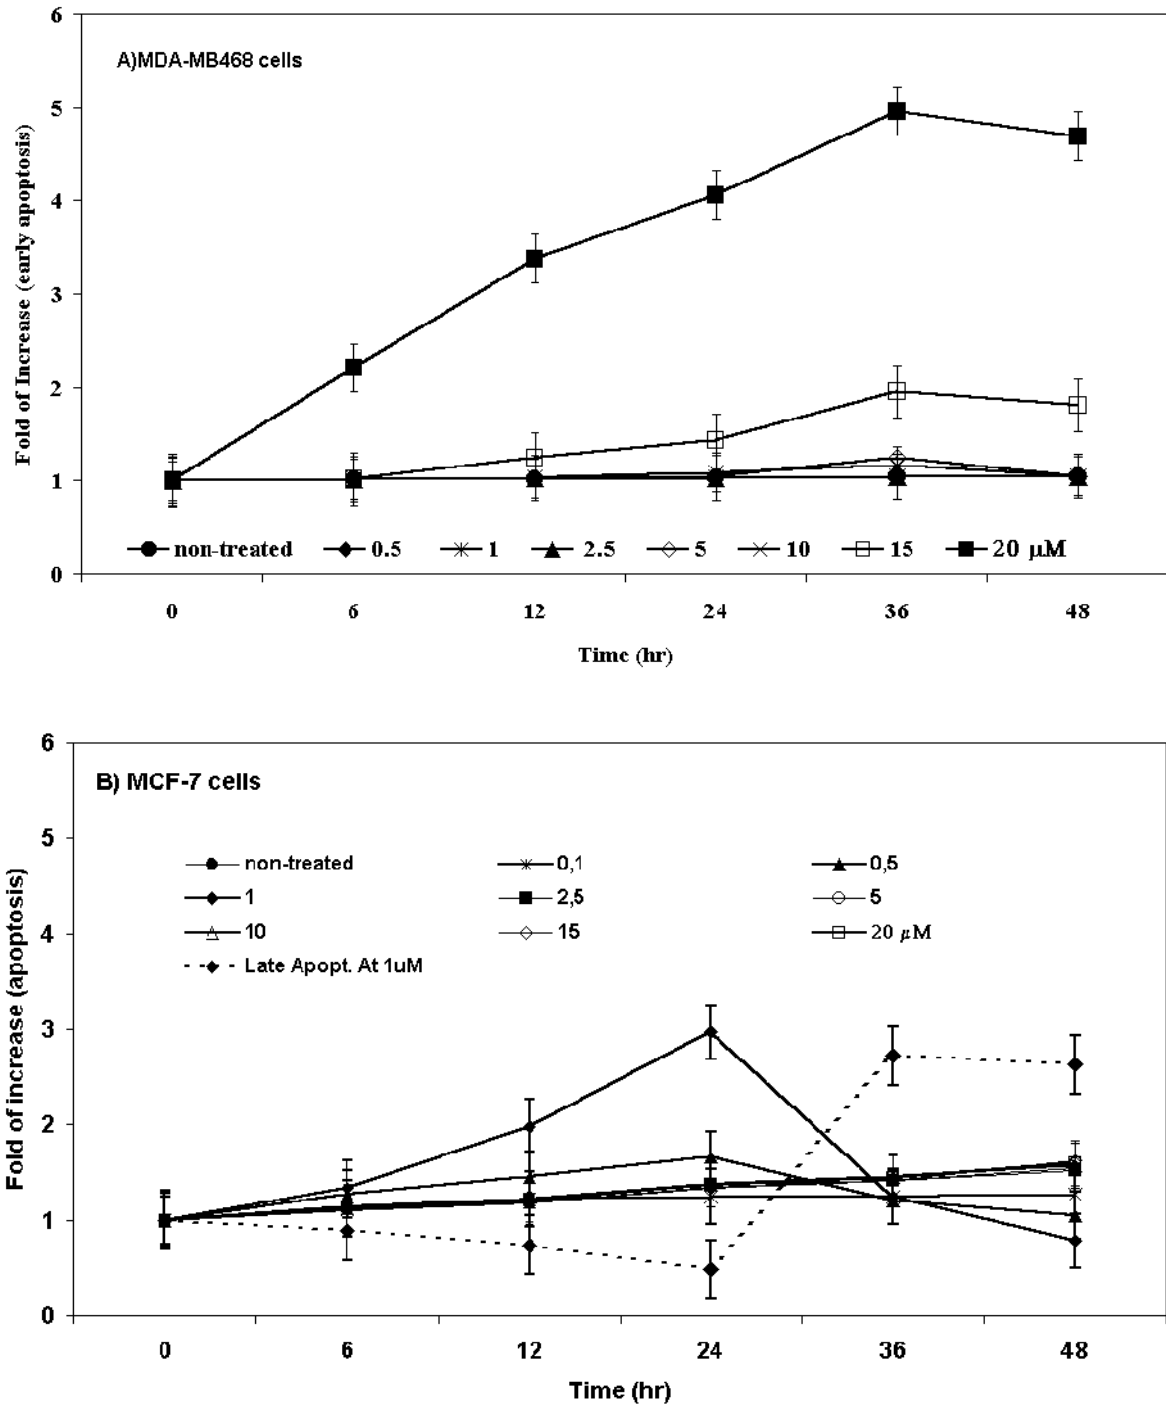 6
A)MDA-MB468 cells
5
4
3
2
1
0
Fold of Increase (early apoptosis)
non-treated 0.5 1 2.5 5 10 15 20 µM
0 6 12 24 36 48
Time (hr)
6
B) MCF-7 cells
5
4
3
2
1
0
Fold of increase (apoptosis)
non-treated 0,1 0,5
1 2,5 5
10 15 20 µM
Late Apopt. At 1uM
0 6 12 24 36 48
Time (hr)